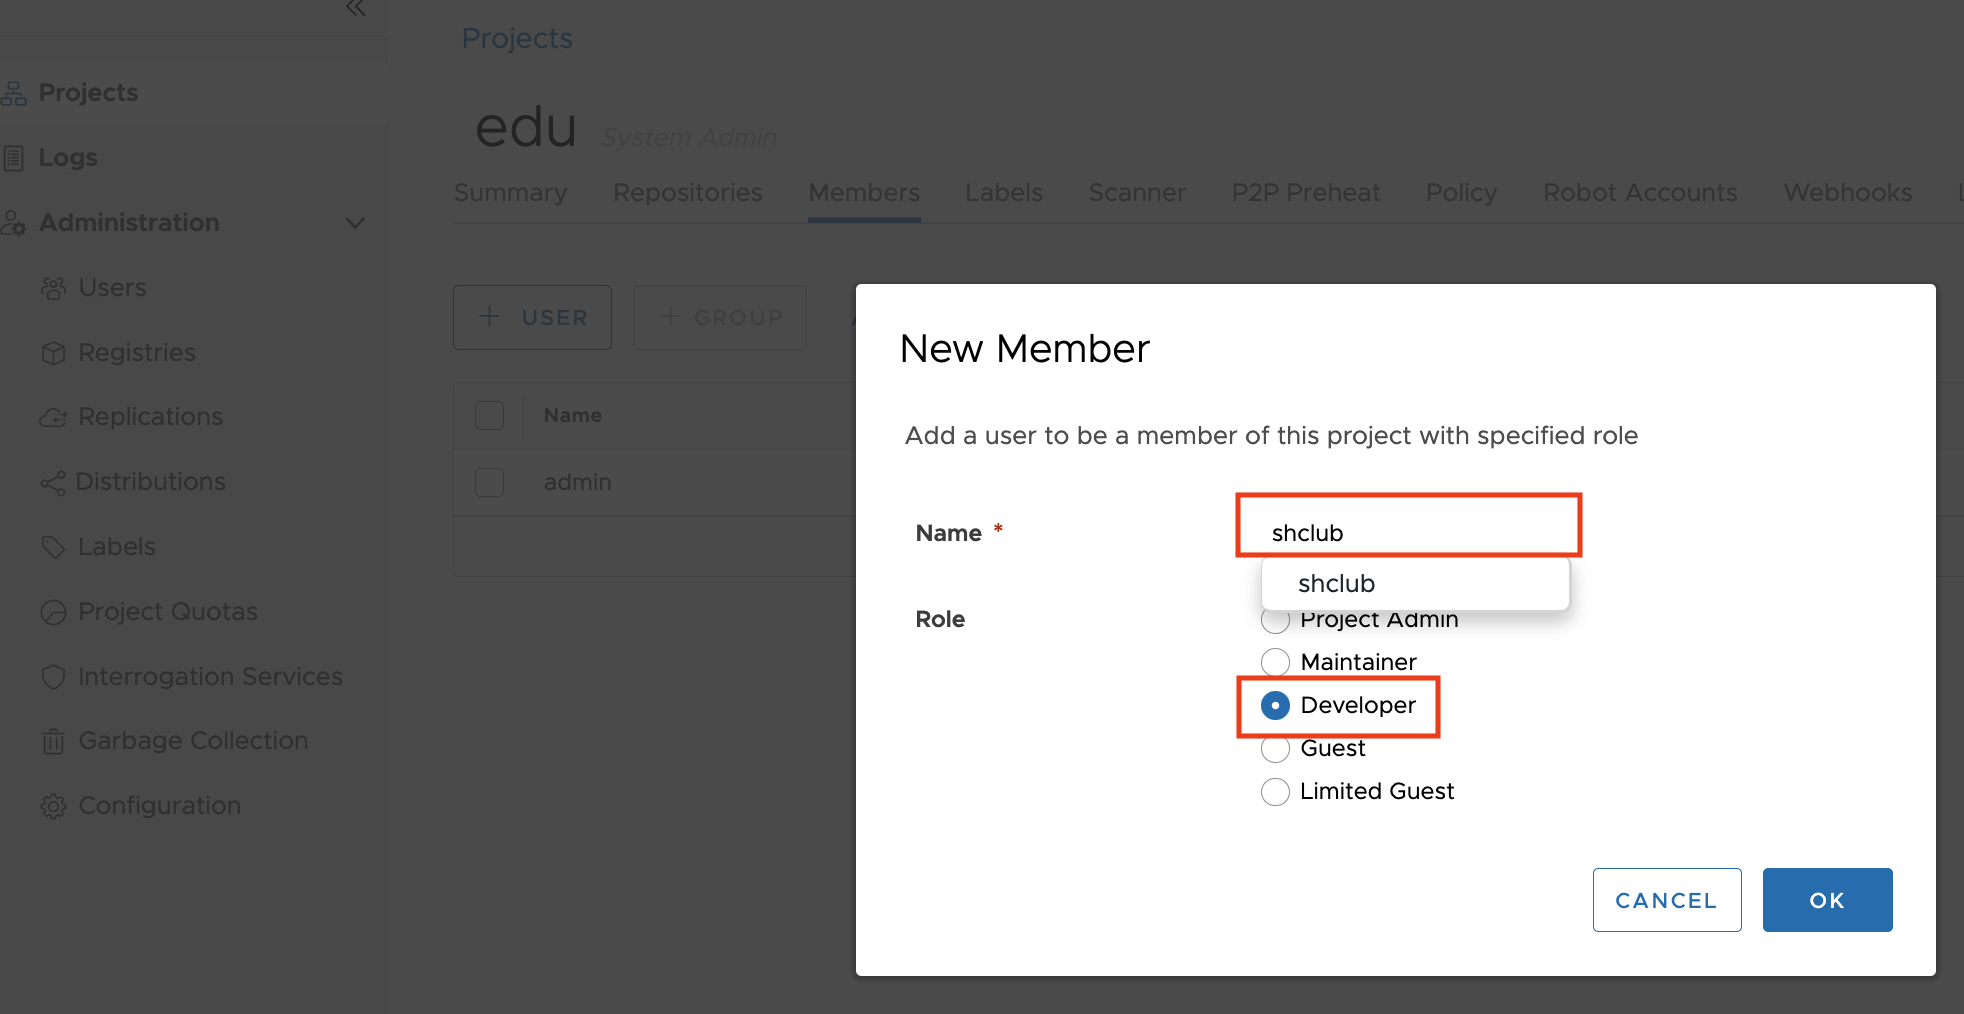 Projects
Projects
edu System Admin
Logs
Summary Repositories Members Labels Scanner P2P Preheat Policy Robot Accounts Webhooks
Administration
Users
+ USER + GROUP
Registries
Replications
Distributions
Labels
Project Quotas
Interrogation Services
Garbage Collection
Configuration
Name
admin
New Member
Add a user to be a member of this project with specified role
Name *
shclub
shclub
Role
Project Admin
Maintainer
Developer
Guest
Limited Guest
CANCEL OK